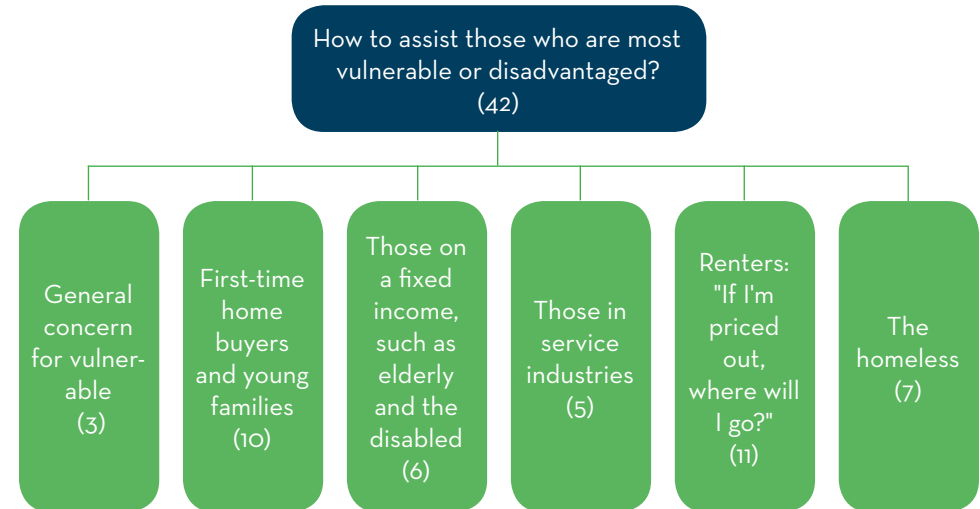 How to assist those who are most
vulnerable or disadvantaged?
(42)
General
concern
for vulner-
able
(3)
First-time
home
buyers
and young
families
(10)
Those on
a fixed
income,
such as
elderly
and the
disabled
(6)
Those in
service
industries
(5)
Renters:
"If I'm
priced
out,
where will
I go?"
(11)
The
homeless
(7)